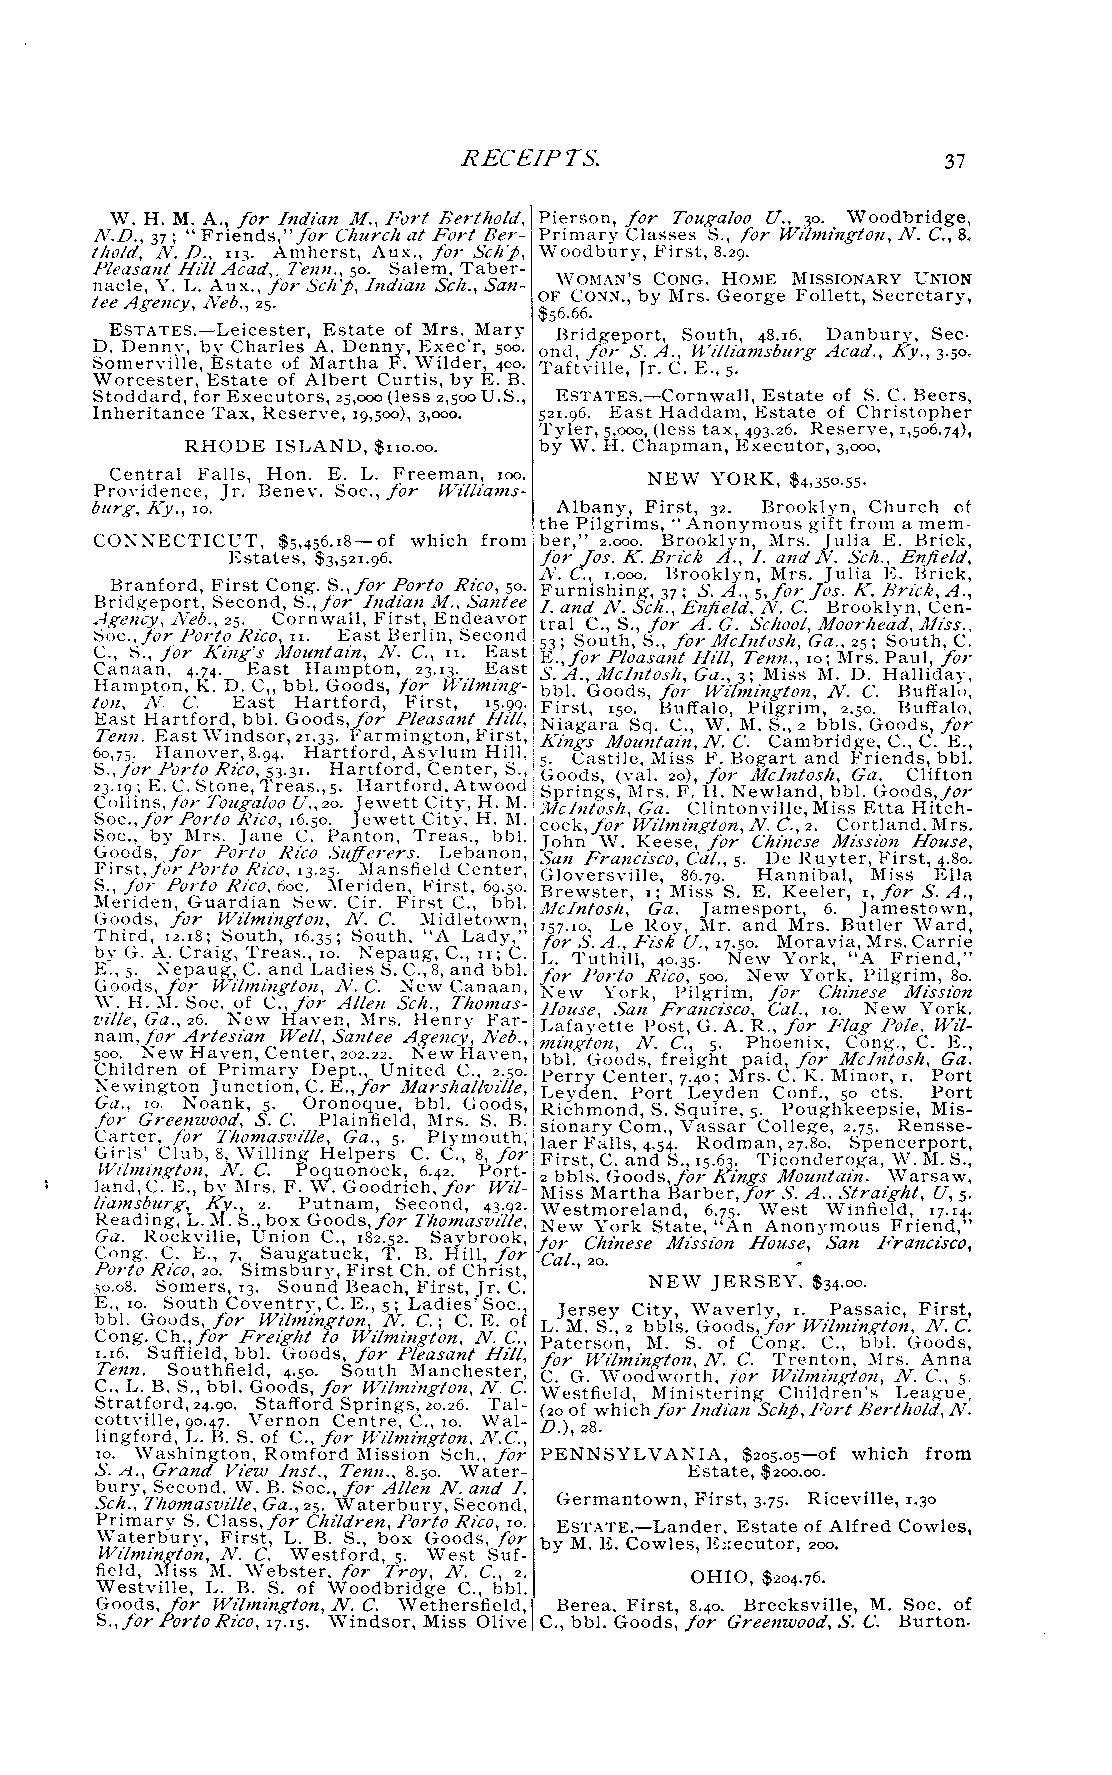 RECEIPTS.
37
W. H. M. A., for Indian M., Fort Berthold,
N.D., 37; "Friends," for Church at Fort Ber-
thold, N. D., 113. Amherst, Aux., for Sch'p,
Pleasant Hill Acad,. Tenn., 50. Salem, Taber-
nacle, Y. L. Aux., for Sch'p, Indian Sch., San-
tee Agency, Neb., 25.
ESTATES.—Leicester, Estate of Mrs. Mary
D. Denny, by Charles A. Denny, Exec'r, 500.
Somerville, Estate of Martha F. Wilder, 400.
Worcester, Estate of Albert Curtis, by E. B.
Stoddard, for Executors, 25,000 (less 2,500 U.S.,
Inheritance Tax, Reserve, 19,500), 3,000.
RHODE ISLAND, $110.00.
Central Falls, Hon. E. L. Freeman, 100.
Providence, Jr. Benev. Soc., for Williams-
burg, Ky., 10.
CONNECTICUT, $5,456.18—of which from
Estates, $3,521.96.
Branford, First Cong. S., for Porto Rico, 50.
Bridgeport, Second, S., for Indian M., Santee
Agency, Neb., 25. Cornwall, First, Endeavor
Soc., for Porto Rico, 11. East Berlin, Second
C., S., for King's Mountain, N. C., 11. East
Canaan, 4.74. East Hampton, 23.13. East
Hampton, K. D. C,, bbl. Goods, for Wilming-
ton, N. C. East Hartford, First, 15.99.
East Hartford, bbl. Goods, for Pleasant Hill,
Tenn. East Windsor, 21.33. Farmington, First,
60,75. Hanover, 8.94. Hartford, Asylum Hill,
S., for Porto Rico, 53.31. Hartford, Center, S.,
23.19; E. C. Stone, Treas., 5. Hartford, Atwood
Collins, for Tougaloo U., 20. Jewett City, H. M.
Soc., for Porto Rico, 16.50. Jewett City, H. M.
Soc., by Mrs. Jane C. Panton, Treas., bbl.
Goods, for Porto Rico Sufferers. Lebanon,
First, for Porto Rico, 13.25. Mansfield Center,
S., for Porto Rico, 60c. Meriden, First, 69.50.
Meriden, Guardian Sew. Cir. First C., bbl.
Goods, for Wilmington, N. C. Midletown,
Third, 12.18; South, 16.35; South, "A Lady,"
by G. A. Craig, Treas., 10. Nepaug, C., 11; C.
E., 5. Nepaug, C. and Ladies S. C., 8, and bbl.
Goods, for Wilmington, N. C. New Canaan,
W. H. M. Soc. of C., for Allen Sch., Thomas-
ville, Ga., 26. New Haven, Mrs. Henry Far-
nam, for Artesian Well, Santee Agency, Neb.,
500. New Haven, Center, 202.22. New Haven,
Children of Primary Dept., United C., 2.50.
Newington Junction, C. E., for Marshallville,
Ga., 10. Noank, 5. Oronoque, bbl. Goods,
for Greenwood, S. C. Plainfield, Mrs. S. B.
Carter, for Thomasville, Ga., 5. Plymouth,
Girls' Club, 8, Willing Helpers C. C., 8, for
Wilmington, N. C. Poquonock, 6.42. Port-
land, C. E., by Mrs. F. W. Goodrich, for Wil-
liamsburg, Ky., 2. Putnam, Second, 43.92.
Reading, L. M. S., box Goods, for Thomasville,
Ga. Rockville, Union C., 182.52. Saybrook,
Cong. C. E., 7, Saugatuck, T. B. Hill, for
Porto Rico, 20. Simsbury, First Ch. of Christ,
50.08. Somers, 13. Sound Beach, First, Jr. C.
E., 10. South Coventry, C. E., 5; Ladies' Soc.,
bbl. Goods, for Wilmington, N. C.; C. E. of
Cong. Ch., for Freight to Wilmington, N. C.,
1.16. Suffield, bbl. Goods, for Pleasant Hill,
Tenn. Southfield, 4.50. South Manchester,
C., L. B. S., bbl. Goods, for Wilmington, N. C.
Stratford, 24.90. Stafford Springs, 20.26. Tal-
cottville, 90.47. Vernon Centre, C., 10. Wal-
lingford, L. B. S. of C., for Wilmington, N.C.,
10. Washington, Romford Mission Sch., for
S. A., Grand View Inst., Tenn., 8.50. Water-
bury, Second, W. B. Soc., for Allen N. and I.
Sch., Thomasville, Ga., 25. Waterbury, Second,
Primary S. Class, for Children, Porto Rico, 10.
Waterbury, First, L. B. S., box Goods, for
Wilmington, N. C. Westford, 5. West Suf-
field, Miss M. Webster, for Troy, N. C., 2.
Westville, L. B. S. of Woodbridge C., bbl.
Goods, for Wilmington, N. C. Wethersfield,
S., for Porto Rico, 17.15. Windsor, Miss Olive
Pierson, for Tougaloo U., 30. Woodbridge,
Primary Classes S., for Wilmington, N. C., 8.
Woodbury, First, 8.29.
WOMAN'S CONG. HOME MISSIONARY UNION
OF CONN., by Mrs. George Follett, Secretary,
$56.66.
Bridgeport, South, 48.16. Danbury, Sec-
ond, for S. A., Williamsburg Acad., Ky., 3.50.
Taftville, Jr. C. E., 5.
ESTATES.—Cornwall, Estate of S. C. Beers,
521.96. East Haddam, Estate of Christopher
Tyler, 5,000, (less tax, 493.26. Reserve, 1,506.74),
by W. H. Chapman, Executor, 3,000.
NEW YORK, $4,350.55.
Albany, First, 32. Brooklyn, Church of
the Pilgrims, "Anonymous gift from a mem-
ber," 2.000. Brooklyn, Mrs. Julia E. Brick,
for Jos. K. Brick A., I. and N. Sch., Enfield,
N. C., 1.000. Brooklyn, Mrs. Julia E. Brick,
Furnishing, 37; S. A., 5, for Jos. K. Brick, A.,
I. and N. Sch., Enfield, N. C. Brooklyn, Cen-
tral C., S., for A. G. School, Moorhead, Miss.,
53; South, S., for McIntosh, Ga., 25; South, C.
E., for Ploasant Hill, Tenn., 10; Mrs. Paul, for
S. A., McIntosh, Ga., 3; Miss M. D. Halliday,
bbl. Goods, for Wilmington, N. C. Buffalo,
First, 150. Buffalo, Pilgrim, 2.50. Buffalo,
Niagara Sq. C., W. M. S., 2 bbls. Goods, for
Kings Mountain, N. C. Cambridge, C., C. E.,
5. Castile, Miss F. Bogart and Friends, bbl.
Goods, (val. 20), for McIntosh, Ga. Clifton
Springs, Mrs. F. H. Newland, bbl. Goods, for
McIntosh, Ga. Clintonville, Miss Etta Hitch-
cock, for Wilmington, N. C., 2. Cortland, Mrs.
John W. Keese, for Chinese Mission House,
San Francisco, Cal., 5. De Ruyter, First, 4.80.
Gloversville, 86.79. Hannibal, Miss Ella
Brewster, 1; Miss S. E. Keeler, 1, for S. A.,
McIntosh, Ga. Jamesport, 6. Jamestown,
157.10, Le Roy, Mr. and Mrs. Butler Ward,
for S. A., Fisk U., 17.50. Moravia, Mrs. Carrie
L. Tuthill, 40.35. New York, "A Friend,"
for Porto Rico, 500. New York, Pilgrim, 80.
New York, Pilgrim, for Chinese Mission
House, San Francisco, Cal., 10. New York,
Lafayette Post, G. A. R., for Flag Pole, Wil-
mington, N. C., 5. Phoenix, Cong., C. E.,
bbl. Goods, freight paid, for McIntosh, Ga.
Perry Center, 7.40; Mrs. C. K. Minor, 1. Port
Leyden, Port Leyden Conf., 50 cts. Port
Richmond, S. Squire, 5. Poughkeepsie, Mis-
sionary Com., Vassar College, 2.75. Rensse-
laer Falls, 4.54. Rodman, 27.80. Spencerport,
First, C. and S., 15.63. Ticonderoga, W. M. S.,
2 bbls. Goods, for Kings Mountain. Warsaw,
Miss Martha Barber, for S. A., Straight, U, 5.
Westmoreland, 6.75. West Winfield, 17.14.
New York State, "An Anonymous Friend,"
for Chinese Mission House, San Francisco,
Cal., 20.
NEW JERSEY, $34.00.
Jersey City, Waverly, 1. Passaic, First,
L. M. S., 2 bbls. Goods, for Wilmington, N. C.
Paterson, M. S. of Cong. C., bbl. Goods,
for Wilmington, N. C. Trenton, Mrs. Anna
C. G. Woodworth, for Wilmington, N. C., 5.
Westfield, Ministering Children's League,
(20 of which for Indian Schp, Fort Berthold, N.
D.), 28.
PENNSYLVANIA, $205.05—of which from
Estate, $200.00.
Germantown, First, 3.75. Riceville, 1.30
ESTATE.—Lander, Estate of Alfred Cowles,
by M. E. Cowles, Executor, 200.
OHIO, $204.76.
Berea, First, 8.40. Brecksville, M. Soc. of
C., bbl. Goods, for Greenwood, S. C. Burton-